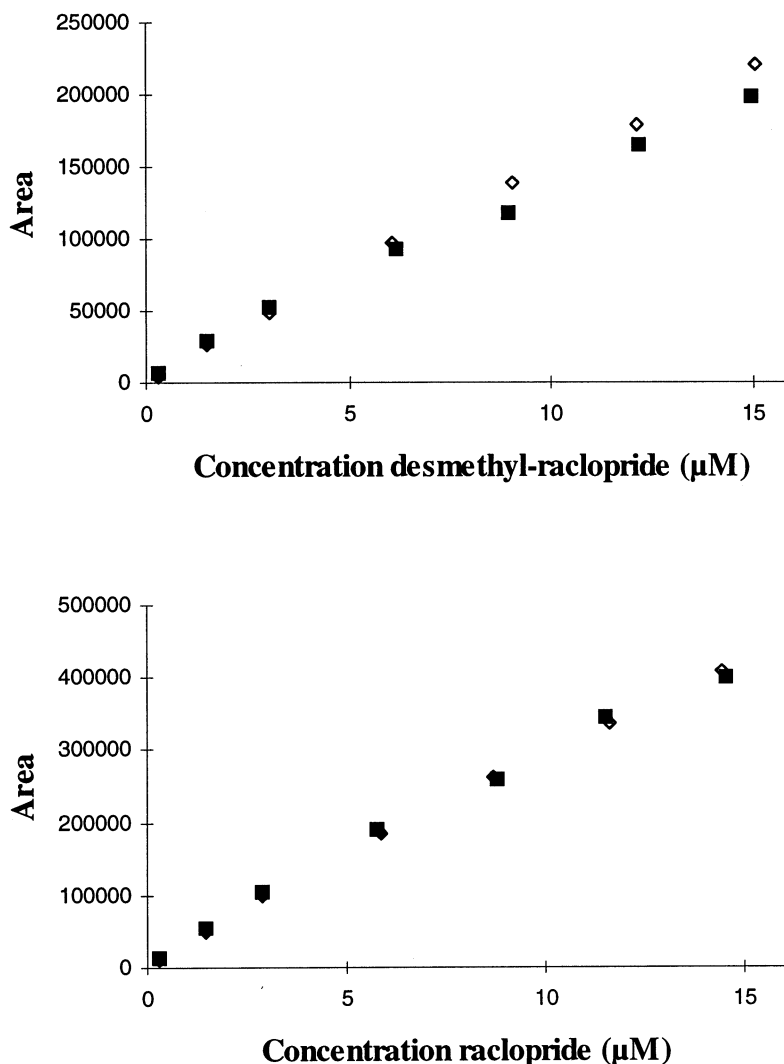 250000
200000
150000
100000
50000
0
0 5 10 15
Area
Concentration desmethyl-raclopride (µM)
500000
400000
300000
200000
100000
0
0 5 10 15
Area
Concentration raclopride (µM)